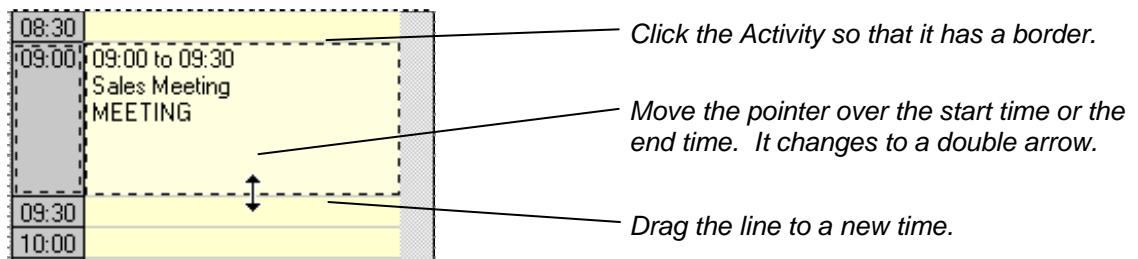 08:30
09:00 09:00 to 09:30
Sales Meeting
MEETING
09:30
10:00
Click the Activity so that it has a border.
Move the pointer over the start time or the
end time. It changes to a double arrow.
Drag the line to a new time.